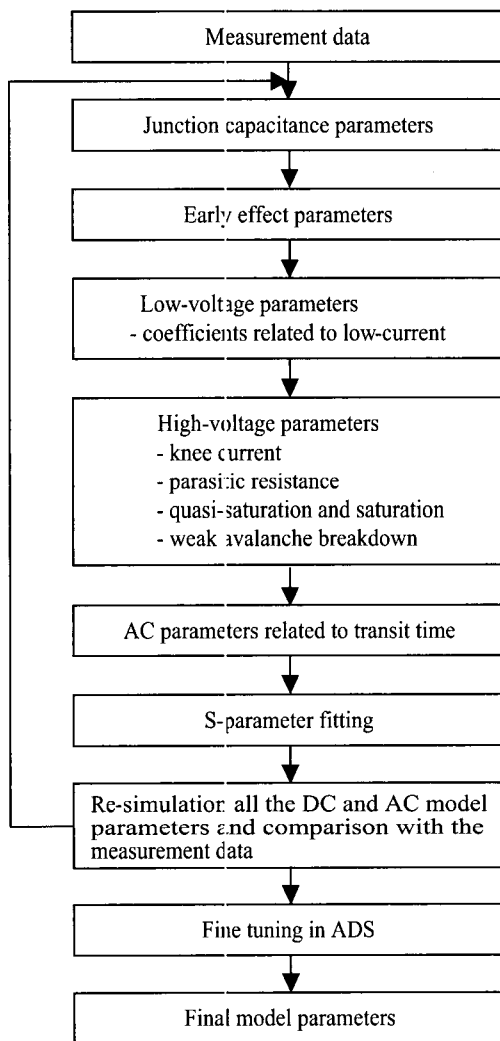 Measurement data
Junction capacitance parameters
Early effect parameters
Low-voltage parameters
- coefficients related to low-current
High-voltage parameters
- knee current
- parasitic resistance
- quasi-saturation and saturation
- weak avalanche breakdown
AC parameters related to transit time
S-parameter fitting
Re-simulation all the DC and AC model
parameters and comparison with the
measurement data
Fine tuning in ADS
Final model parameters